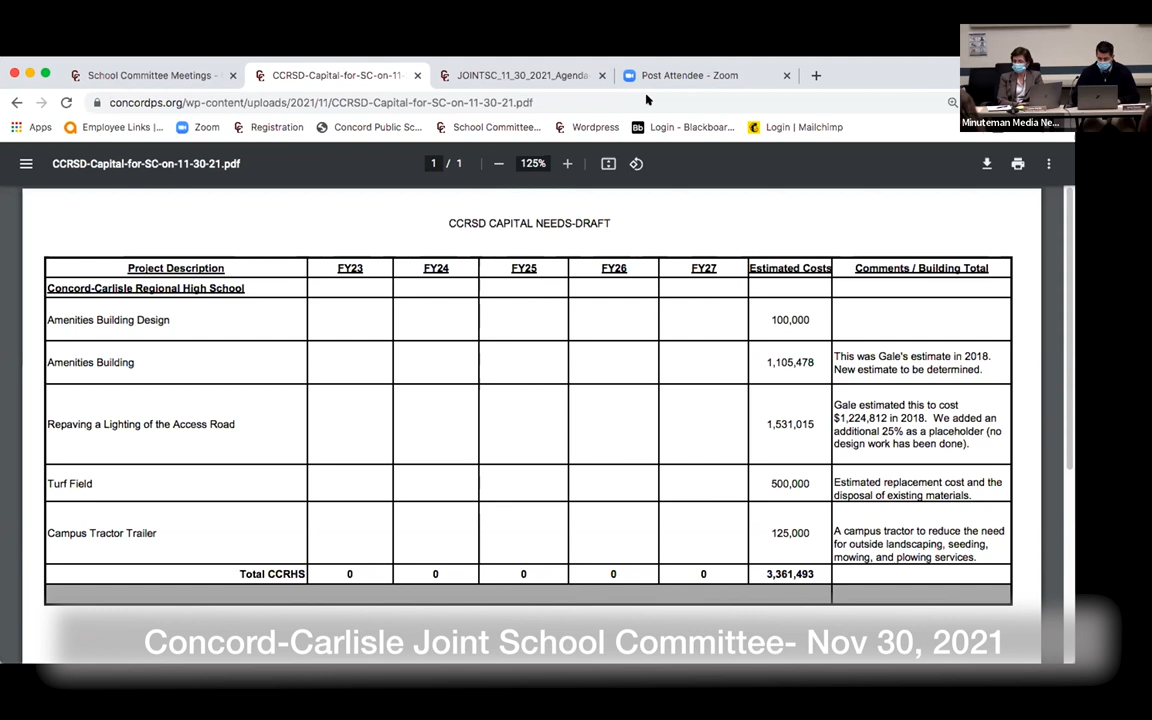 School Committee Meetings -
CCRSD-Capital-for-SC-on-11-
JOINTSC_11_30_2021_Agenda
Post Attendee - Zoom
concordps.org/wp-content/uploads/2021/11/CCRSD-Capital-for-SC-on-11-30-21.pdf
Minuteman Media Ne...
Apps
Employee Links |...
Zoom
Registration
Concord Public Sc...
School Committee...
Wordpress
Bb
Login - Blackboar...
Login | Mailchimp
CCRSD-Capital-for-SC-on-11-30-21.pdf
1 / 1
125%
CCRSD CAPITAL NEEDS-DRAFT
Project Description FY23 FY24 FY25 FY26 FY27 Estimated Costs Comments / Building Total
Concord-Carlisle Regional High School
Amenities Building Design 100,000
Amenities Building 1,105,478
This was Gale's estimate in 2018.
New estimate to be determined.
Repaving a Lighting of the Access Road 1,531,015
Gale estimated this to cost
$1,224,812 in 2018. We added an
additional 25% as a placeholder (no
design work has been done).
Turf Field 500,000
Estimated replacement cost and the
disposal of existing materials.
Campus Tractor Trailer 125,000
A campus tractor to reduce the need
for outside landscaping, seeding,
mowing, and plowing services.
Total CCRHS 0 0 0 0 0 3,361,493
Concord-Carlisle Joint School Committee- Nov 30, 2021